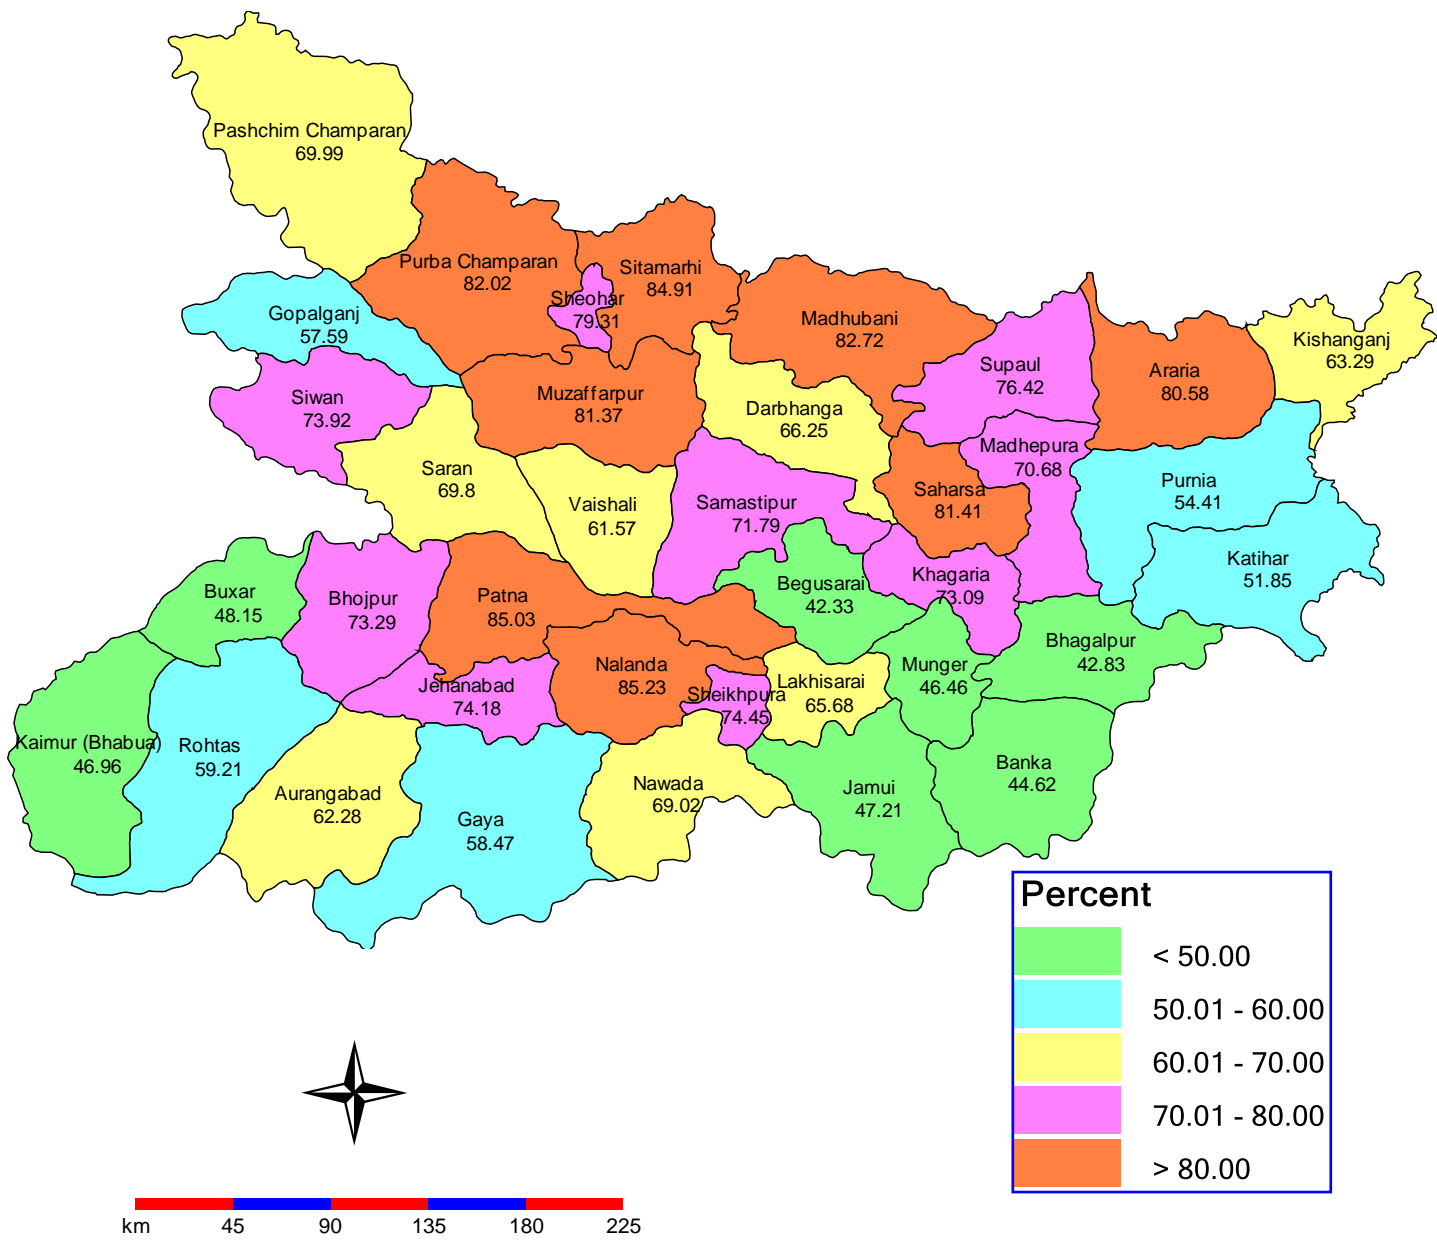 Pashchim Champaran
69.99
Purba Champaran
82.02
Sitamarhi
84.91
Sheohar
79.31
Gopalganj
57.59
Madhubani
82.72
Kishanganj
63.29
Supaul
76.42
Araria
80.58
Siwan
73.92
Muzaffarpur
81.37
Darbhanga
66.25
Madhepura
70.68
Saran
69.8
Vaishali
61.57
Samastipur
71.79
Saharsa
81.41
Purnia
54.41
Katihar
51.85
Buxar
48.15
Bhojpur
73.29
Patna
85.03
Begusarai
42.33
Khagaria
73.09
Bhagalpur
42.83
Jehanabad
74.18
Nalanda
85.23
Sheikhpura
74.45
Lakhisarai
65.68
Munger
46.46
Kaimur (Bhabua)
46.96
Rohtas
59.21
Aurangabad
62.28
Gaya
58.47
Nawada
69.02
Jamui
47.21
Banka
44.62
Percent
< 50.00
50.01 - 60.00
60.01 - 70.00
70.01 - 80.00
> 80.00
km 45 90 135 180 225